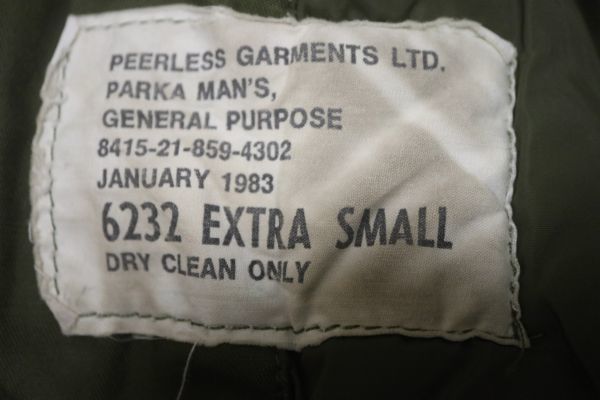 PEERLESS GARMENTS LTD.
PARKA MAN'S,
GENERAL PURPOSE
8415-21-859-4302
JANUARY 1983
6232 EXTRA SMALL
DRY CLEAN ONLY